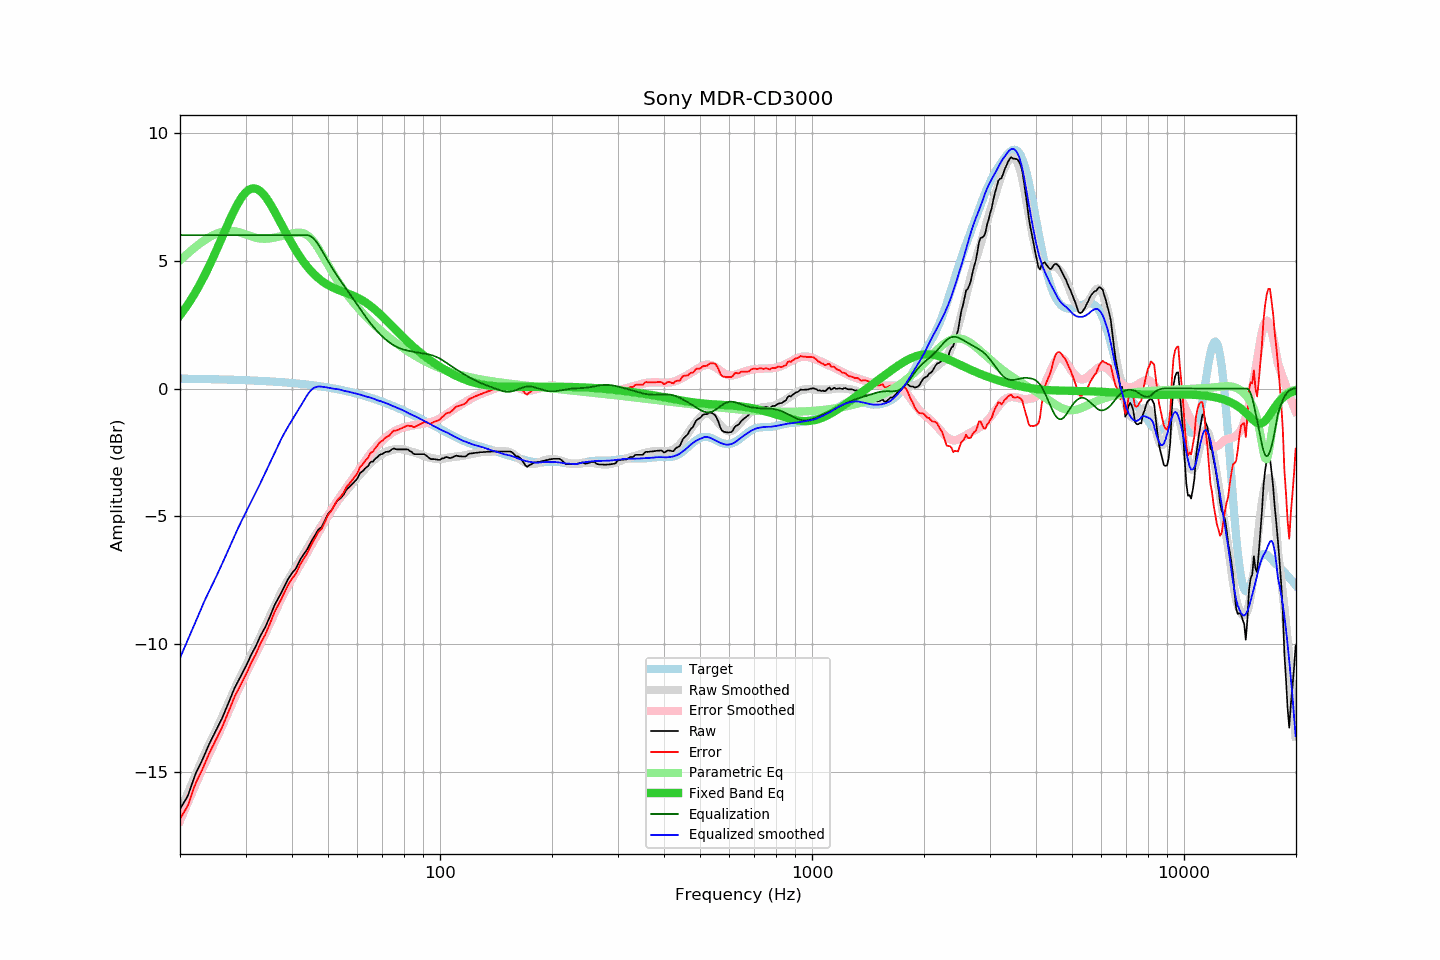 Sony MDR-CD3000
10
5
0
−5
−10
−15
Amplitude (dBr)
Target
Raw Smoothed
Error Smoothed
Raw
Error
Parametric Eq
Fixed Band Eq
Equalization
Equalized smoothed
100
1000
10000
Frequency (Hz)